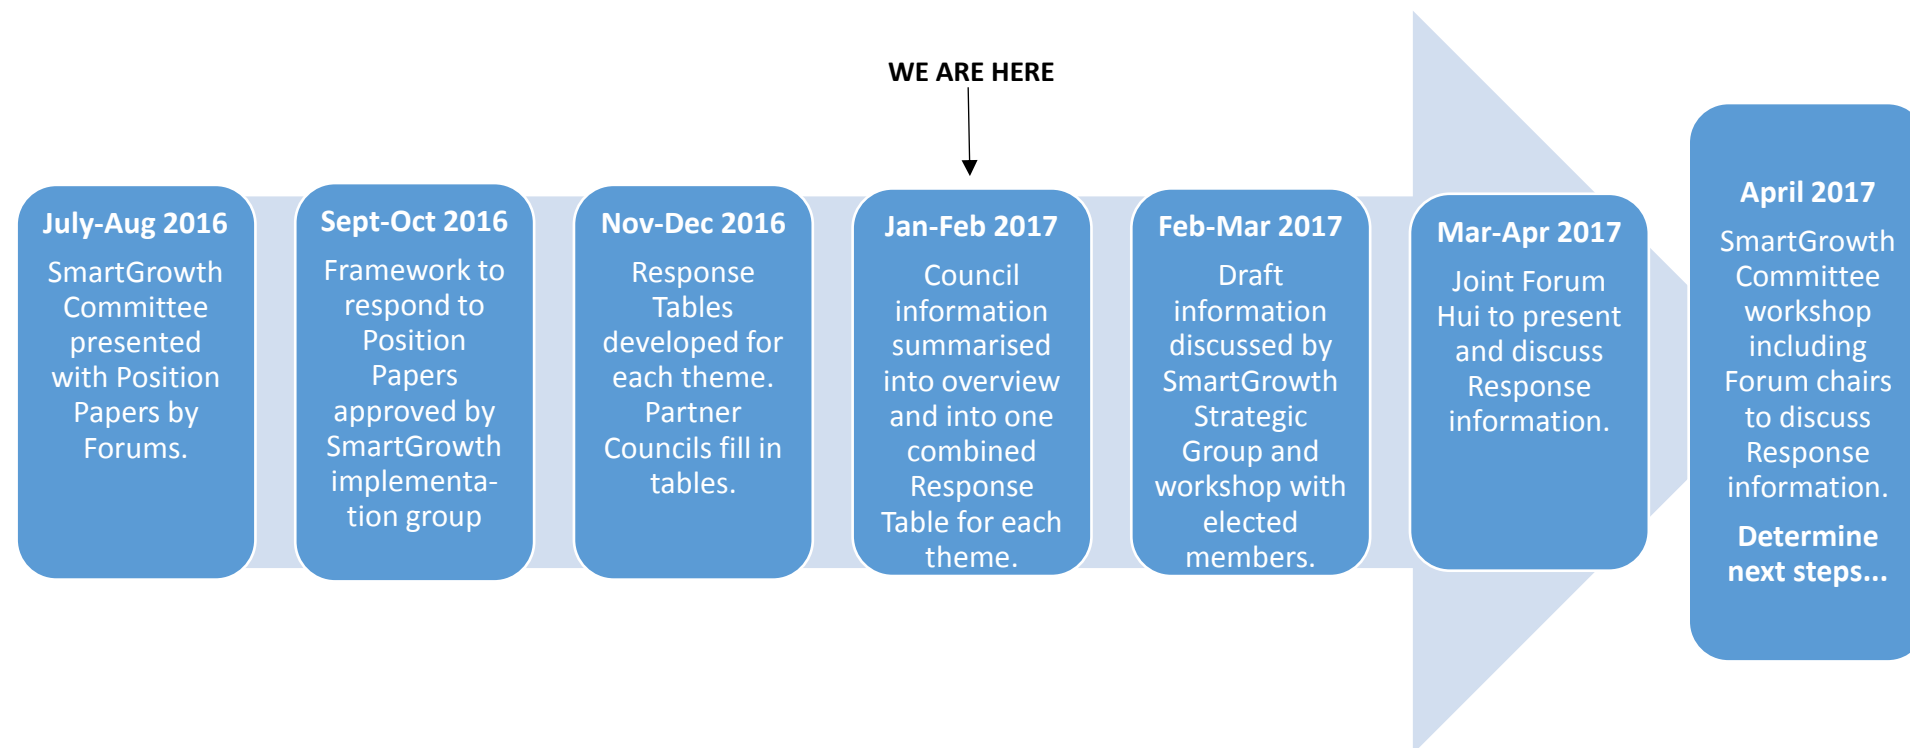 WE ARE HERE
July-Aug 2016
SmartGrowth
Committee
presented
with Position
Papers by
Forums.
Sept-Oct 2016
Framework to
respond to
Position
Papers
approved by
SmartGrowth
implementa-
tion group
Nov-Dec 2016
Response
Tables
developed for
each theme.
Partner
Councils fill in
tables.
Jan-Feb 2017
Council
information
summarised
into overview
and into one
combined
Response
Table for each
theme.
Feb-Mar 2017
Draft
information
discussed by
SmartGrowth
Strategic
Group and
workshop with
elected
members.
Mar-Apr 2017
Joint Forum
Hui to present
and discuss
Response
information.
April 2017
SmartGrowth
Committee
workshop
including
Forum chairs
to discuss
Response
information.
Determine
next steps...